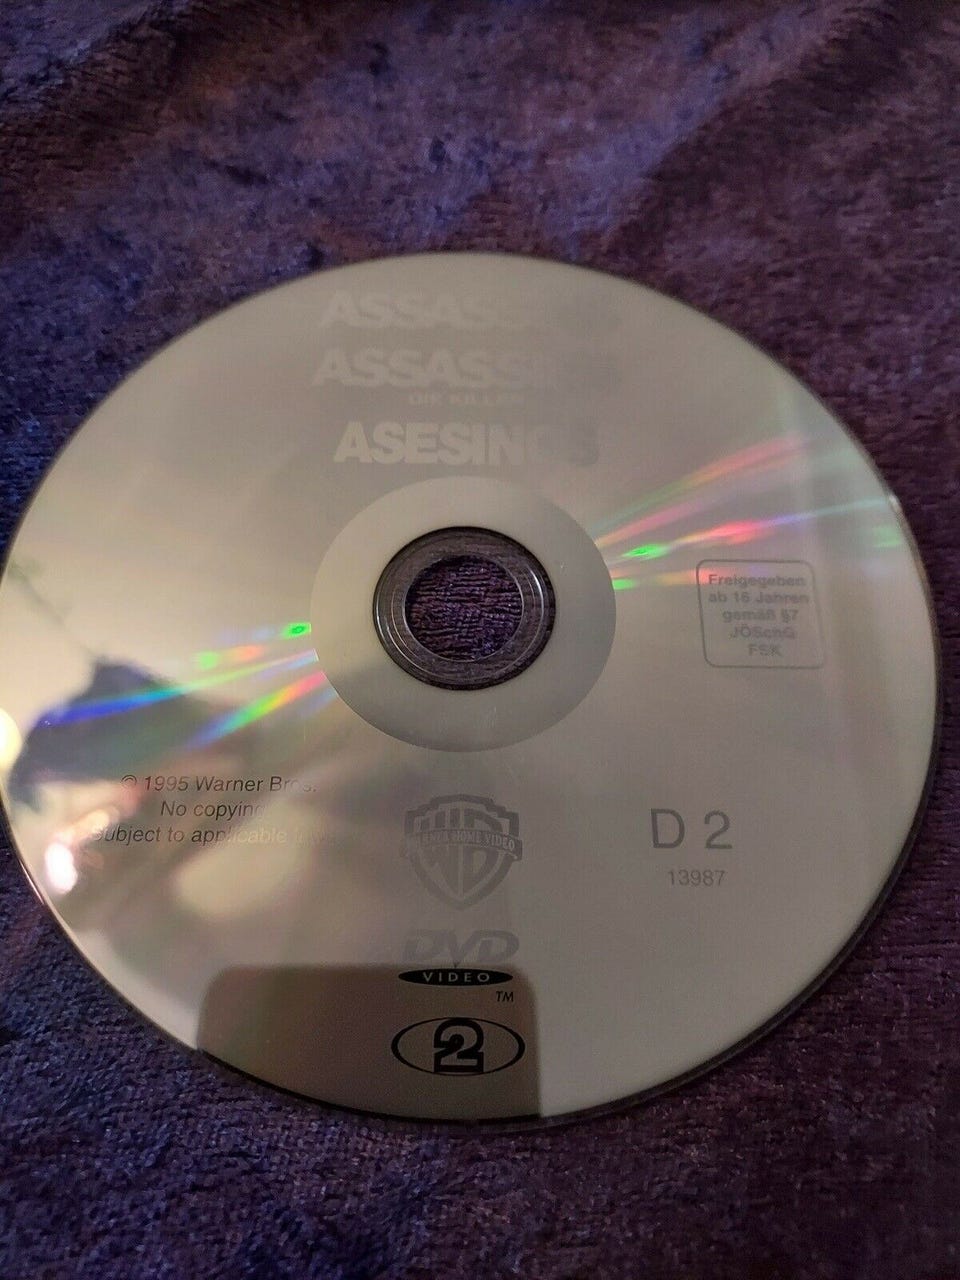 ASSASSINS
ASSASSINS
DIE KILLER
ASESINOS
Freigegeben
ab 16 Jahren
gemäß §7
JÖSchG
FSK
© 1995 Warner Bros.
No copying
Subject to applicable
WARNER HOME VIDEO
D 2
13987
DVD
VIDEO
TM
2